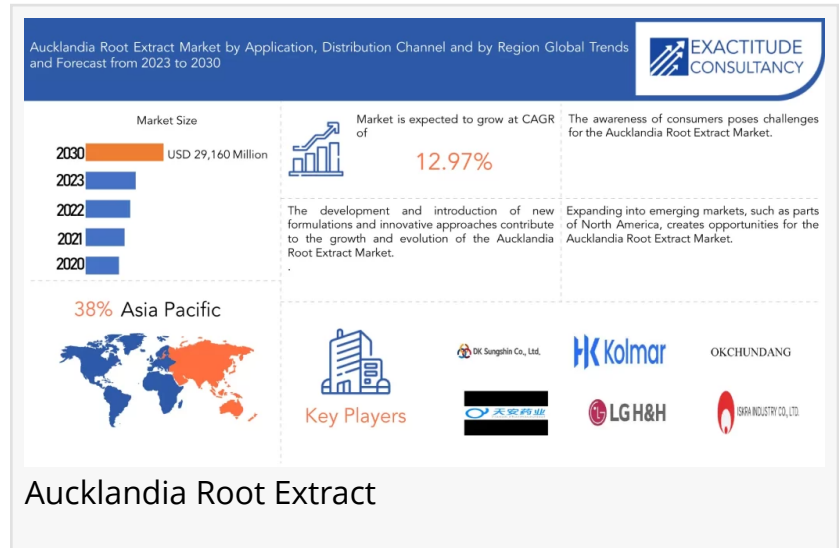 Aucklandia Root Extract Market by Application, Distribution Channel and by Region Global Trends
and Forecast from 2023 to 2030
EXACTITUDE
CONSULTANCY
Market Size
2030
USD 29,160 Million
2023
2022
2021
2020
Market is expected to grow at CAGR
of
12.97%
The awareness of consumers poses challenges
for the Aucklandia Root Extract Market.
The development and introduction of new
formulations and innovative approaches contribute
to the growth and evolution of the Aucklandia
Root Extract Market.
.
Expanding into emerging markets, such as parts
of North America, creates opportunities for the
Aucklandia Root Extract Market.
38% Asia Pacific
Key Players
DK Sungshin Co., Ltd.
HK Kolmar
OKCHUNDANG
天安药业
LG H&H
ISKRA INDUSTRY CO., LTD.
Aucklandia Root Extract